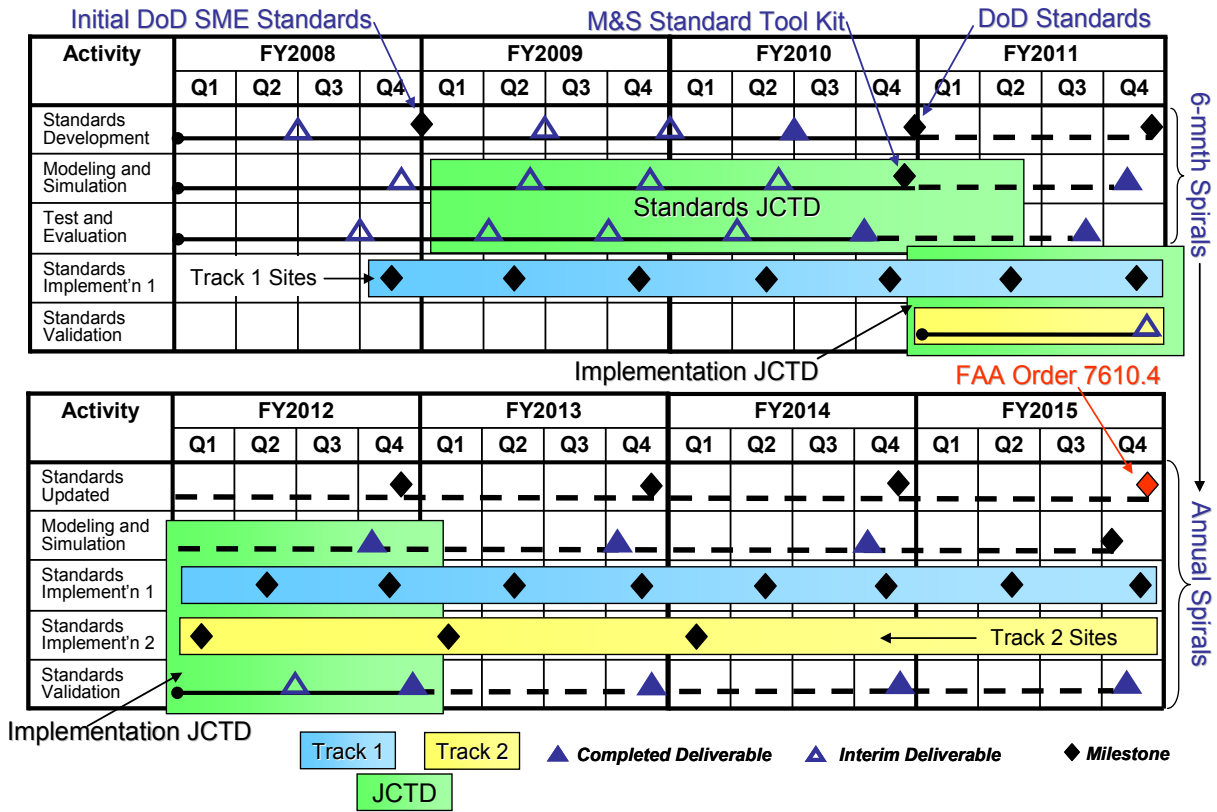 Initial DoD SME Standards
M&S Standard Tool Kit
DoD Standards
Activity FY2008 FY2009 FY2010 FY2011
Q1 Q2 Q3 Q4 Q1 Q2 Q3 Q4 Q1 Q2 Q3 Q4 Q1 Q2 Q3 Q4
Standards
Development
Modeling and
Simulation
Standards JCTD
Test and
Evaluation
Standards
Implement'n 1
Track 1 Sites
Standards
Validation
6-mnth Spirals
Implementation JCTD
FAA Order 7610.4
Activity FY2012 FY2013 FY2014 FY2015
Q1 Q2 Q3 Q4 Q1 Q2 Q3 Q4 Q1 Q2 Q3 Q4 Q1 Q2 Q3 Q4
Standards
Updated
Modeling and
Simulation
Standards
Implement'n 1
Standards
Implement'n 2
Track 2 Sites
Standards
Validation
Annual Spirals
Implementation JCTD
Track 1 Track 2 Completed Deliverable Interim Deliverable Milestone
JCTD